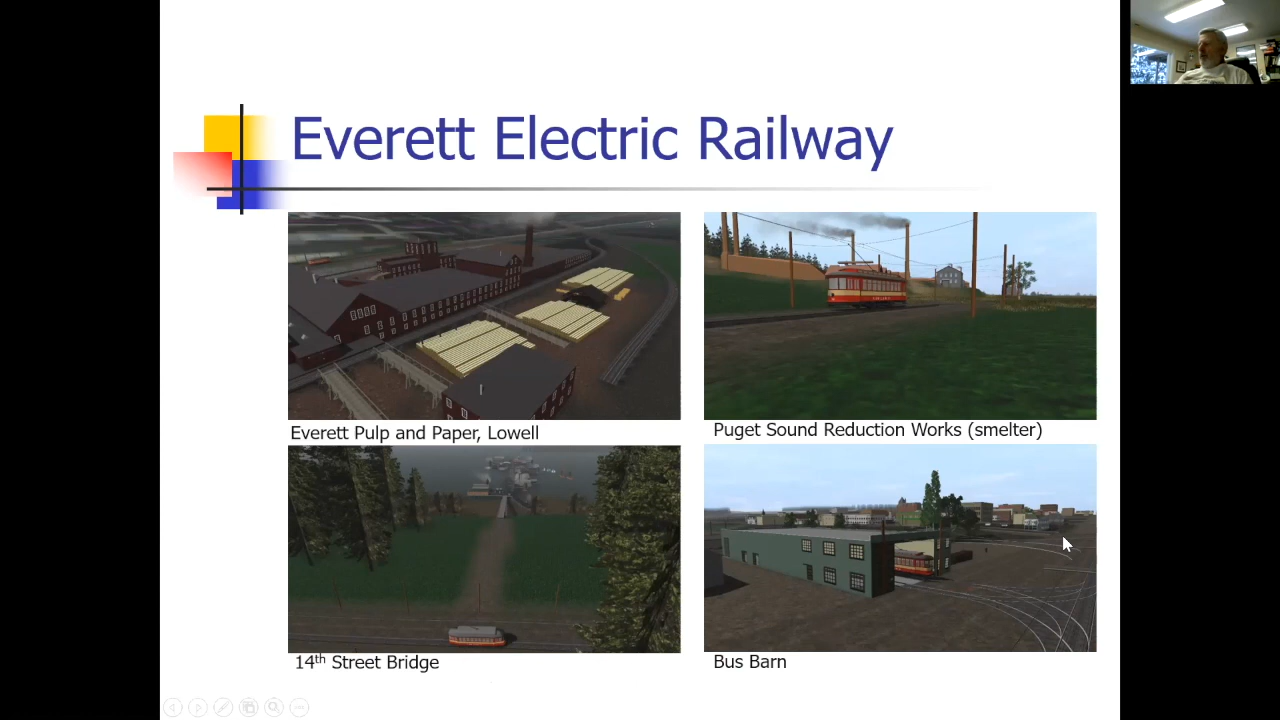 Everett Electric Railway
Everett Pulp and Paper, Lowell
Puget Sound Reduction Works (smelter)
14th Street Bridge
Bus Barn